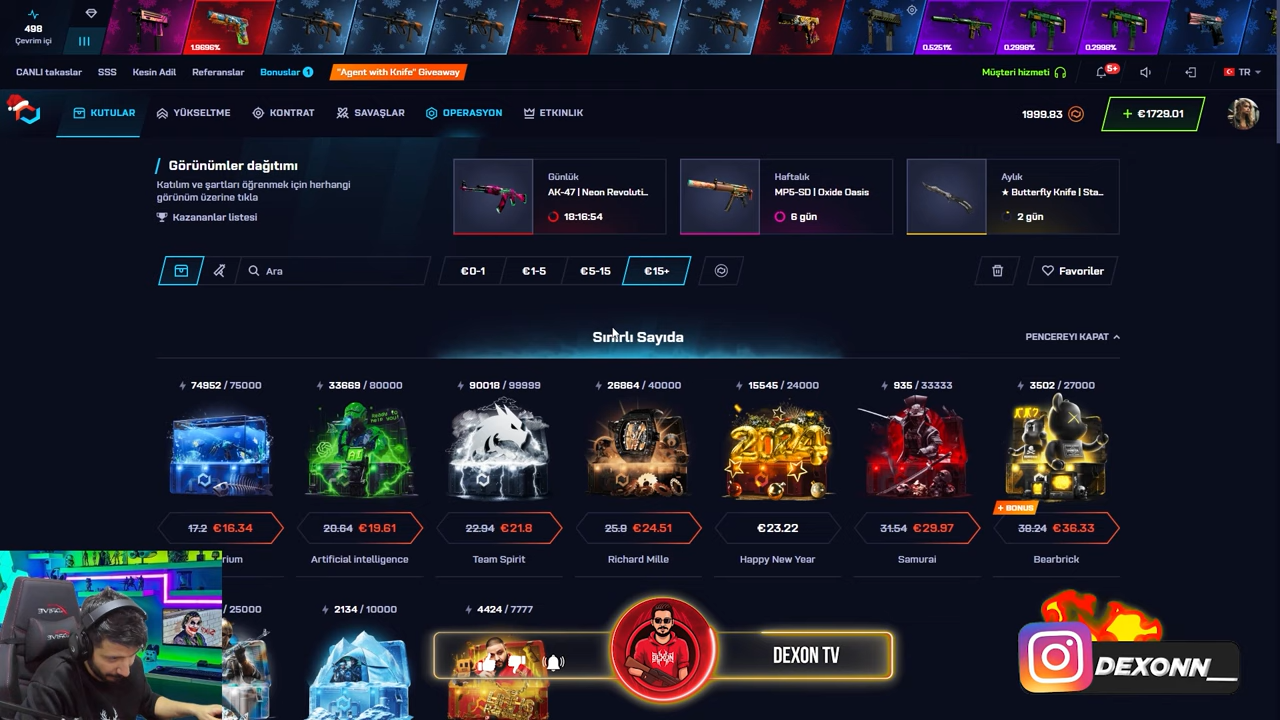 498
Çevrim içi
1.9696%
0.5251%
0.2998%
0.2998%
CANLI takaslar
SSS
Kesin Adil
Referanslar
Bonuslar 1
"Agent with Knife" Giveaway
Müşteri hizmeti
5+
TR
KUTULAR
YÜKSELTME
KONTRAT
SAVAŞLAR
OPERASYON
ETKINLIK
1999.83
+ €1729.01
Görünümler dağıtımı
Katılım ve şartları öğrenmek için herhangi
görünüm üzerine tıkla
Kazananlar listesi
Günlük
AK-47 | Neon Revoluti...
18:16:54
Haftalık
MP5-SD | Oxide Oasis
6 gün
Aylık
★ Butterfly Knife | Sta...
2 gün
Ara
€0-1
€1-5
€5-15
€15+
Favoriler
Sınırlı Sayıda
PENCEREYI KAPAT
74952 / 75000
33669 / 80000
90018 / 99999
26864 / 40000
15545 / 24000
935 / 33333
3502 / 27000
AI
2024
+ BONUS
17.2 €16.34
20.64 €19.61
22.94 €21.8
25.8 €24.51
€23.22
31.54 €29.97
38.24 €36.33
rium
Artificial intelligence
Team Spirit
Richard Mille
Happy New Year
Samurai
Bearbrick
/ 25000
2134 / 10000
4424 / 7777
DEXON TV
DEXONN__